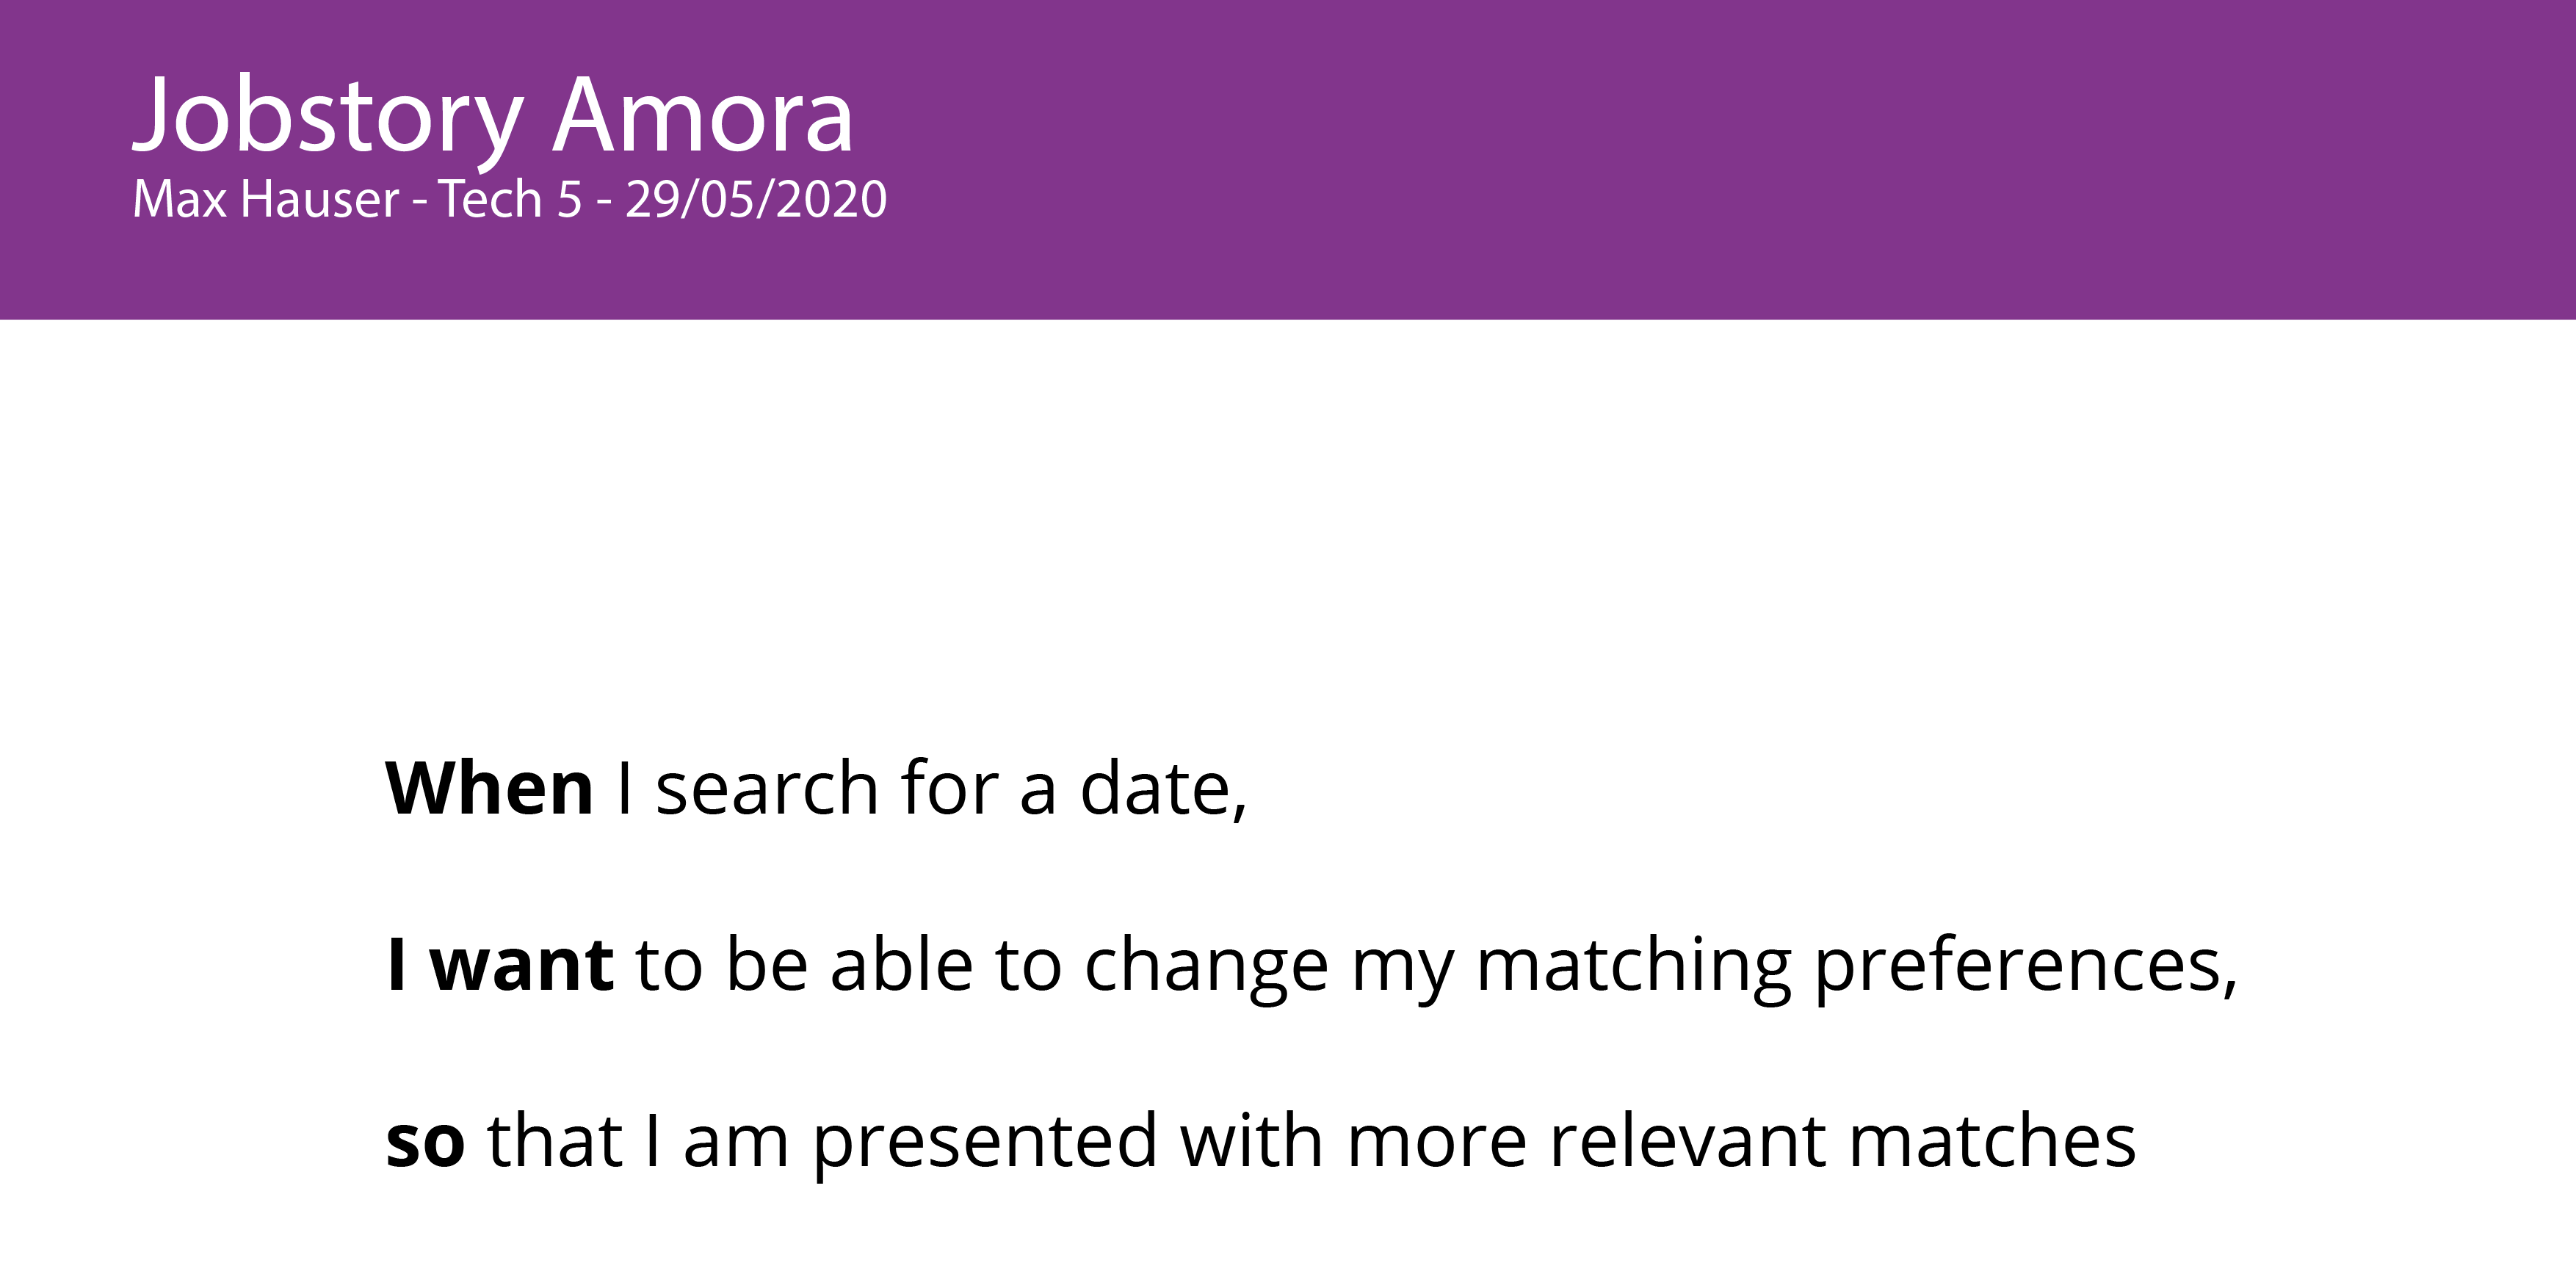 Jobstory Amora
Max Hauser - Tech 5 - 29/05/2020
When I search for a date,
I want to be able to change my matching preferences,
so that I am presented with more relevant matches